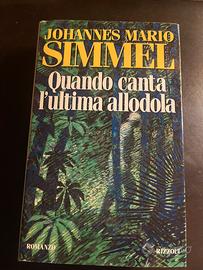 JOHANNES MARIO
SIMMEL
Quando canta
l'ultima allodola
ROMANZO
RIZZOLI